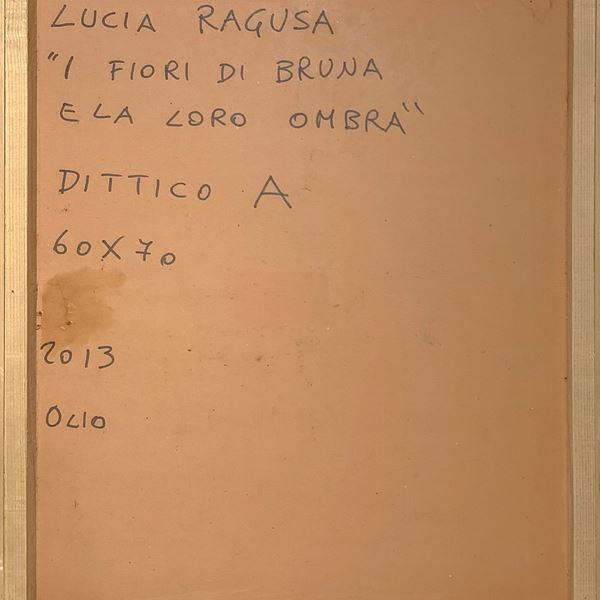 LUCIA RAGUSA
"I FIORI DI BRUNA
E LA LORO OMBRA"
DITTICO A
60X70
2013
OLIO